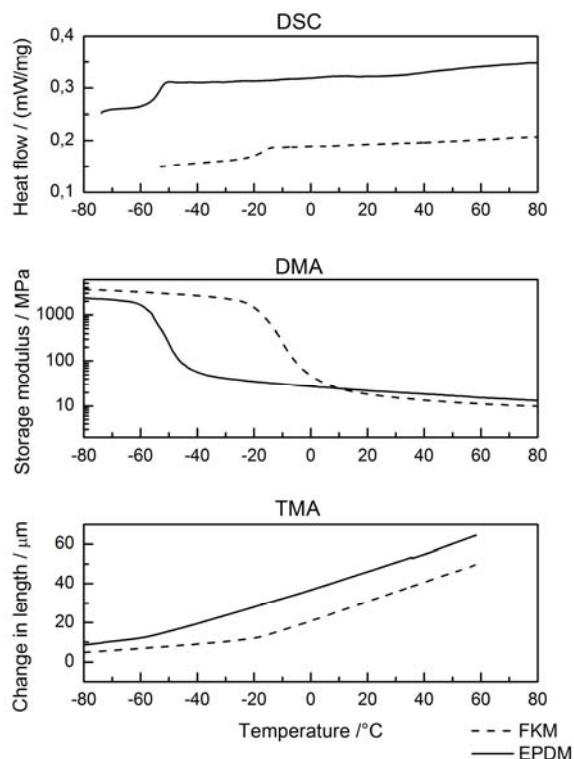 DSC
Heat flow / (mW/mg)
0,4
0,3
0,2
0,1
-80 -60 -40 -20 0 20 40 60 80
DMA
Storage modulus / MPa
1000
100
10
-80 -60 -40 -20 0 20 40 60 80
TMA
Change in length / µm
60
40
20
0
-80 -60 -40 -20 0 20 40 60 80
Temperature /°C
FKM
EPDM